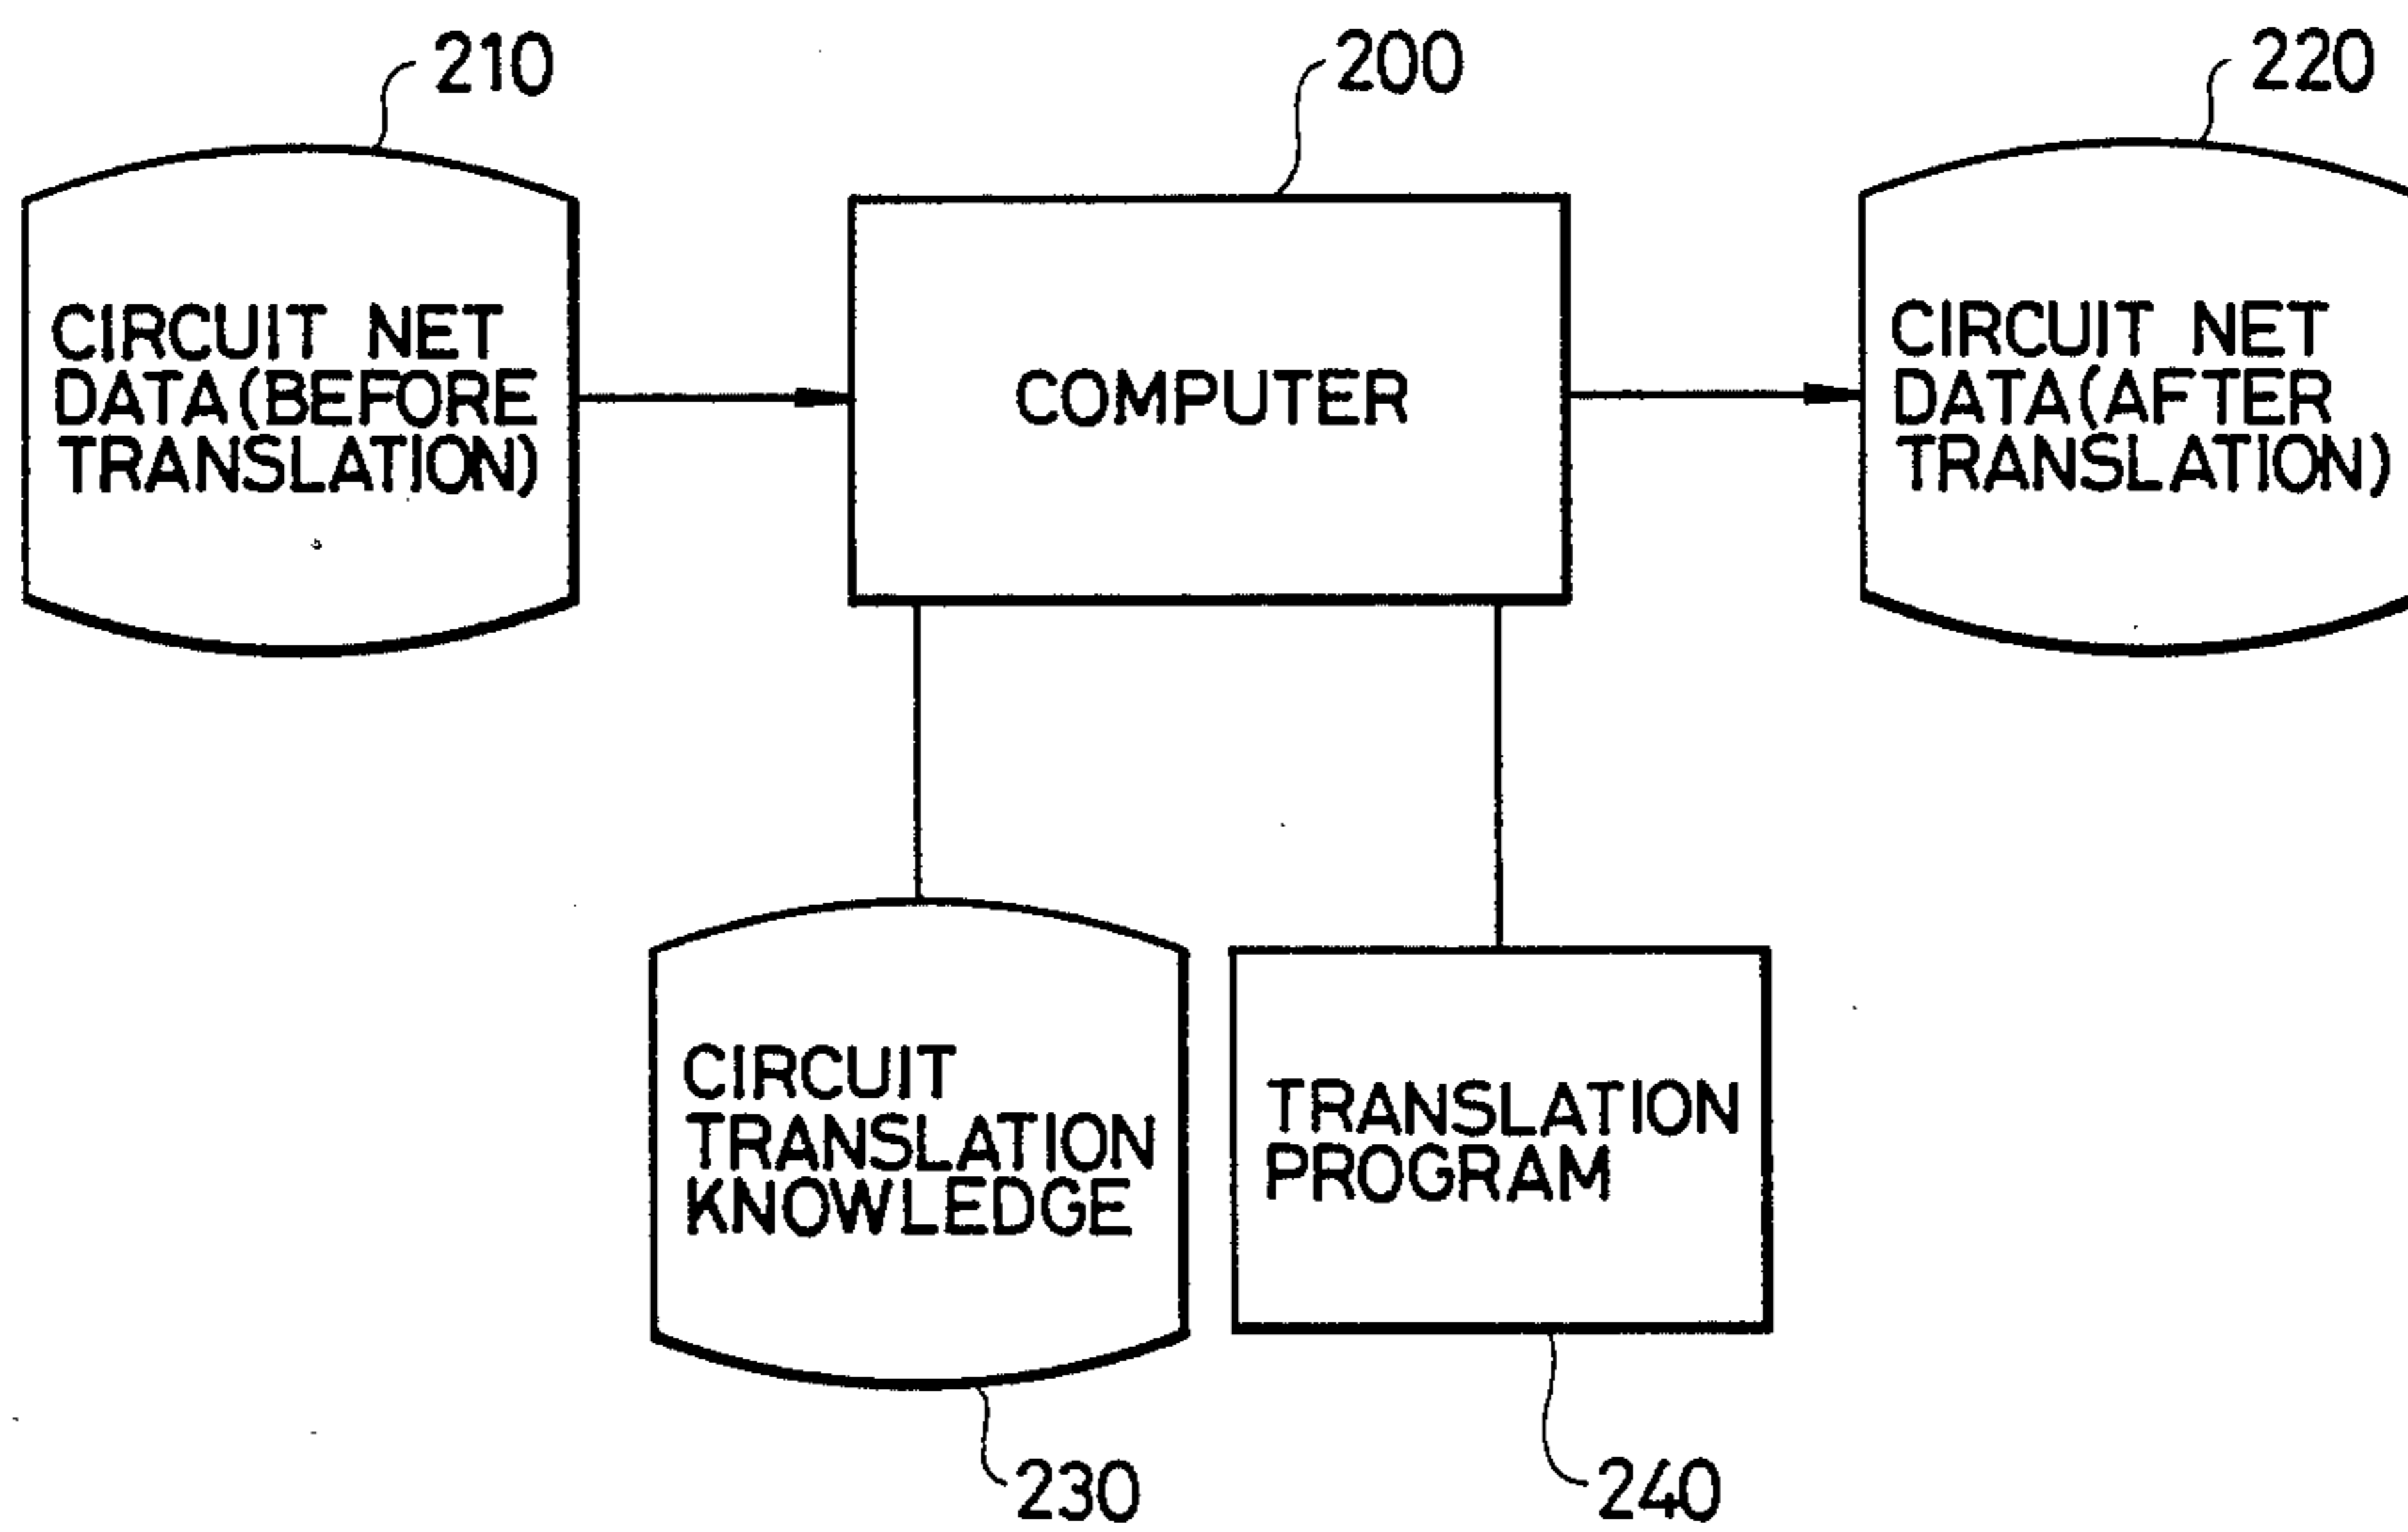 210
200
220
CIRCUIT NET
DATA(BEFORE
TRANSLATION)
COMPUTER
CIRCUIT NET
DATA(AFTER
TRANSLATION)
CIRCUIT
TRANSLATION
KNOWLEDGE
TRANSLATION
PROGRAM
230
240